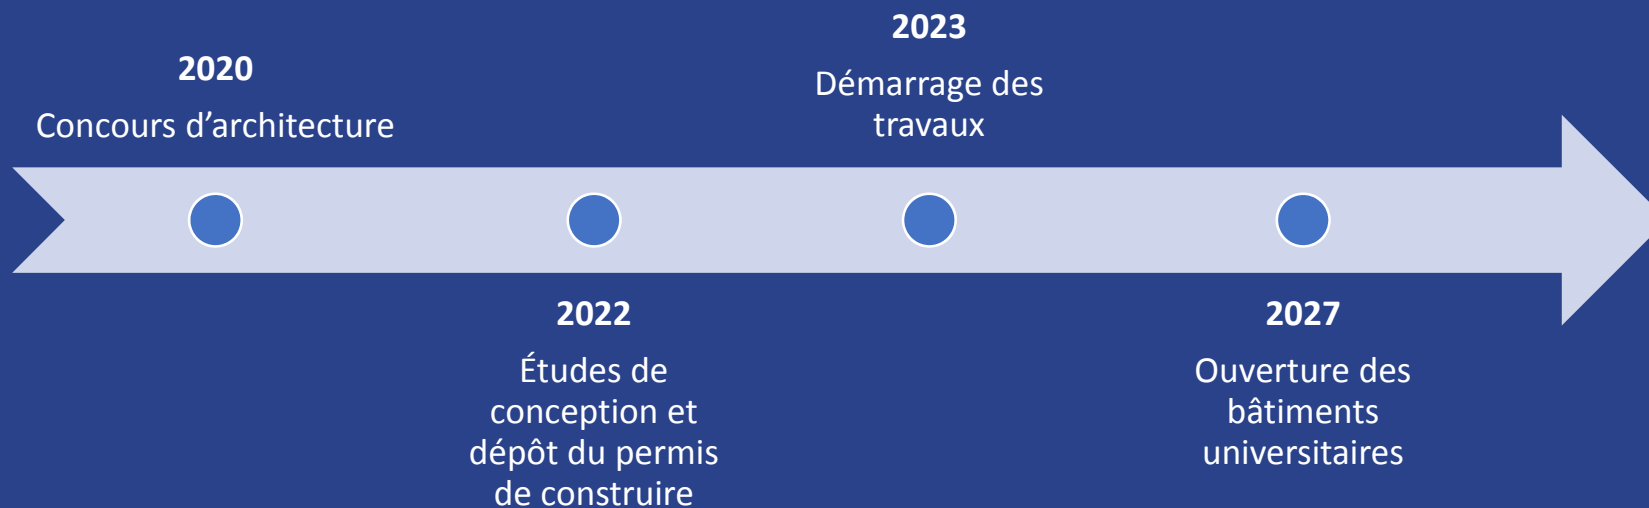 2020
Concours d’architecture
2022
Études de
conception et
dépôt du permis
de construire
2023
Démarrage des
travaux
2027
Ouverture des
bâtiments
universitaires